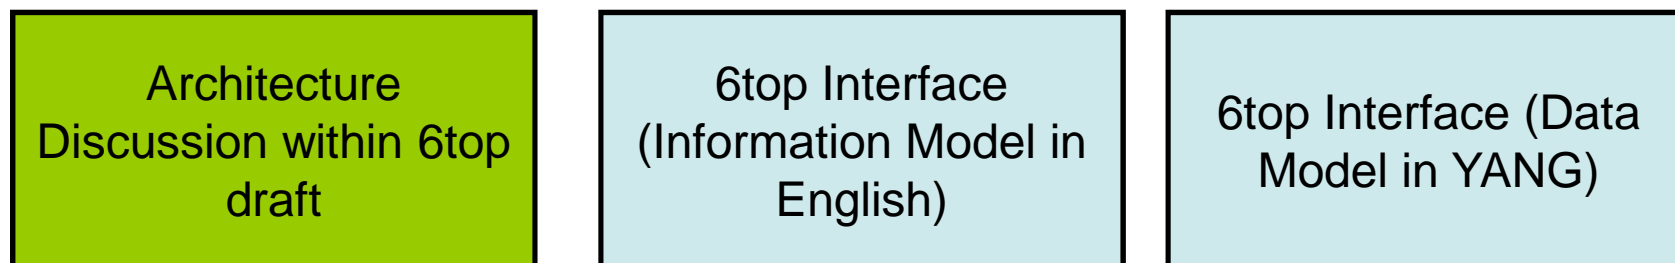 Architecture
Discussion within 6top
draft
6top Interface
(Information Model in
English)
6top Interface (Data
Model in YANG)